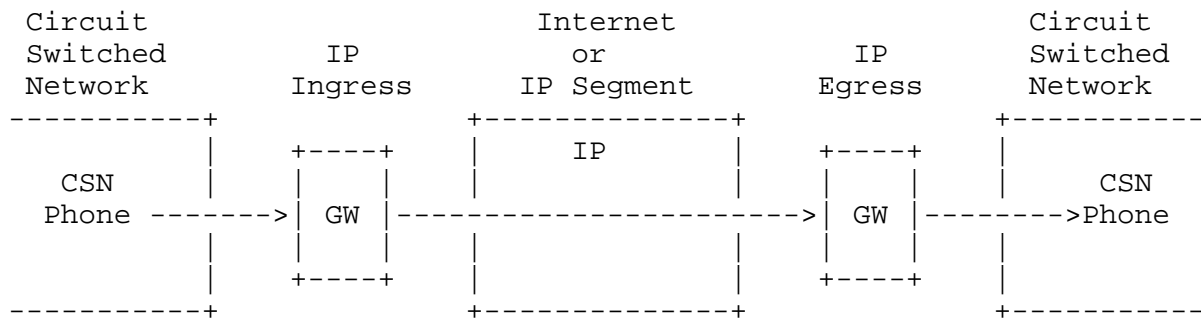 Circuit Internet Circuit
Switched IP or IP Switched
Network Ingress IP Segment Egress Network
IP
CSN CSN
Phone GW GW Phone